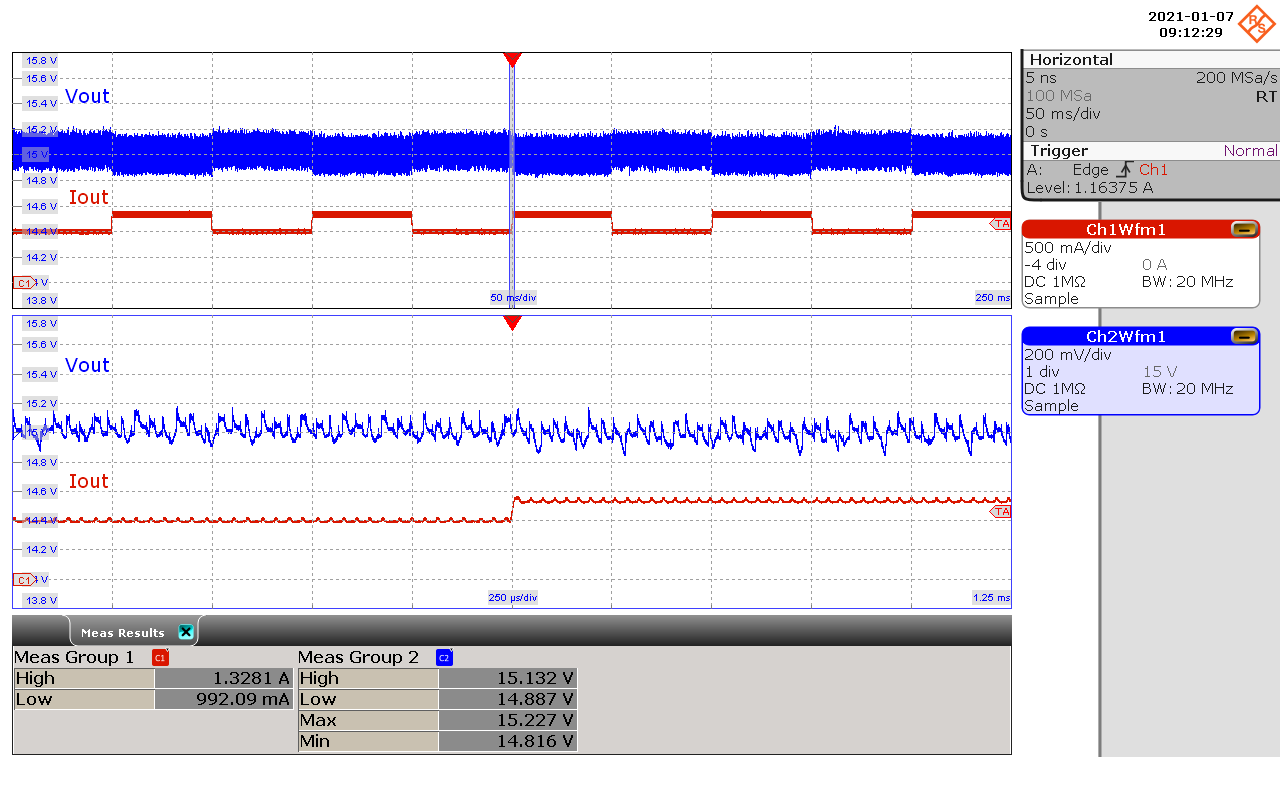 2021-01-07
09:12:29
R S
15.8 V
15.6 V
15.4 V
Vout
15.2 V
15 V
14.8 V
Iout
14.6 V
14.4 V
TA
14.2 V
C1
13.8 V
50 ms/div
250 ms
15.8 V
15.6 V
Vout
15.4 V
15.2 V
14.8 V
Iout
14.6 V
14.4 V
TA
14.2 V
C1
13.8 V
250 µs/div
1.25 ms
Horizontal
5 ns 200 MSa/s
100 MSa RT
50 ms/div
0 s
Trigger Normal
A: Edge Ch1
Level: 1.16375 A
Ch1Wfm1
500 mA/div
-4 div 0 A
DC 1MΩ BW: 20 MHz
Sample
Ch2Wfm1
200 mV/div
1 div 15 V
DC 1MΩ BW: 20 MHz
Sample
Meas Results
Meas Group 1 C1 Meas Group 2 C2
High 1.3281 A High 15.132 V
Low 992.09 mA Low 14.887 V
Max 15.227 V
Min 14.816 V